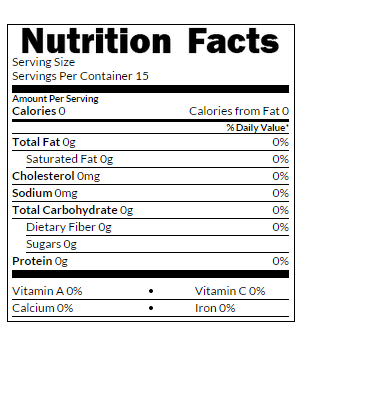 Nutrition Facts
Serving Size
Servings Per Container 15
Amount Per Serving
Calories 0 Calories from Fat 0
% Daily Value*
Total Fat 0g 0%
Saturated Fat 0g 0%
Cholesterol 0mg 0%
Sodium 0mg 0%
Total Carbohydrate 0g 0%
Dietary Fiber 0g 0%
Sugars 0g
Protein 0g 0%
Vitamin A 0% • Vitamin C 0%
Calcium 0% • Iron 0%